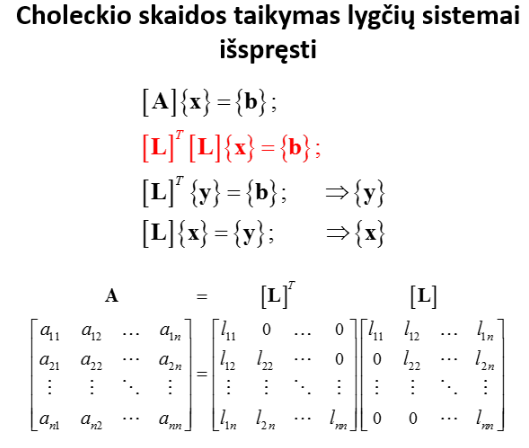 Choleckio skaidos taikymas lygčių sistemai
išspręsti
[A]{x} = {b};
[L]^T [L]{x} = {b};
[L]^T {y} = {b}; ⇒ {y}
[L]{x} = {y}; ⇒ {x}
A = [L]^T [L]
[a₁₁ a₁₂ … a₁ₙ] [l₁₁ 0 … 0] [l₁₁ l₁₂ … l₁ₙ]
[a₂₁ a₂₂ … a₂ₙ] = [l₁₂ l₂₂ … 0] [0 l₂₂ … l₂ₙ]
[⋮ ⋮ ⋱ ⋮] [⋮ ⋮ ⋱ ⋮] [⋮ ⋮ ⋱ ⋮]
[aₙ₁ aₙ₂ … aₙₙ] [l₁ₙ l₂ₙ … lₙₙ] [0 0 … lₙₙ]